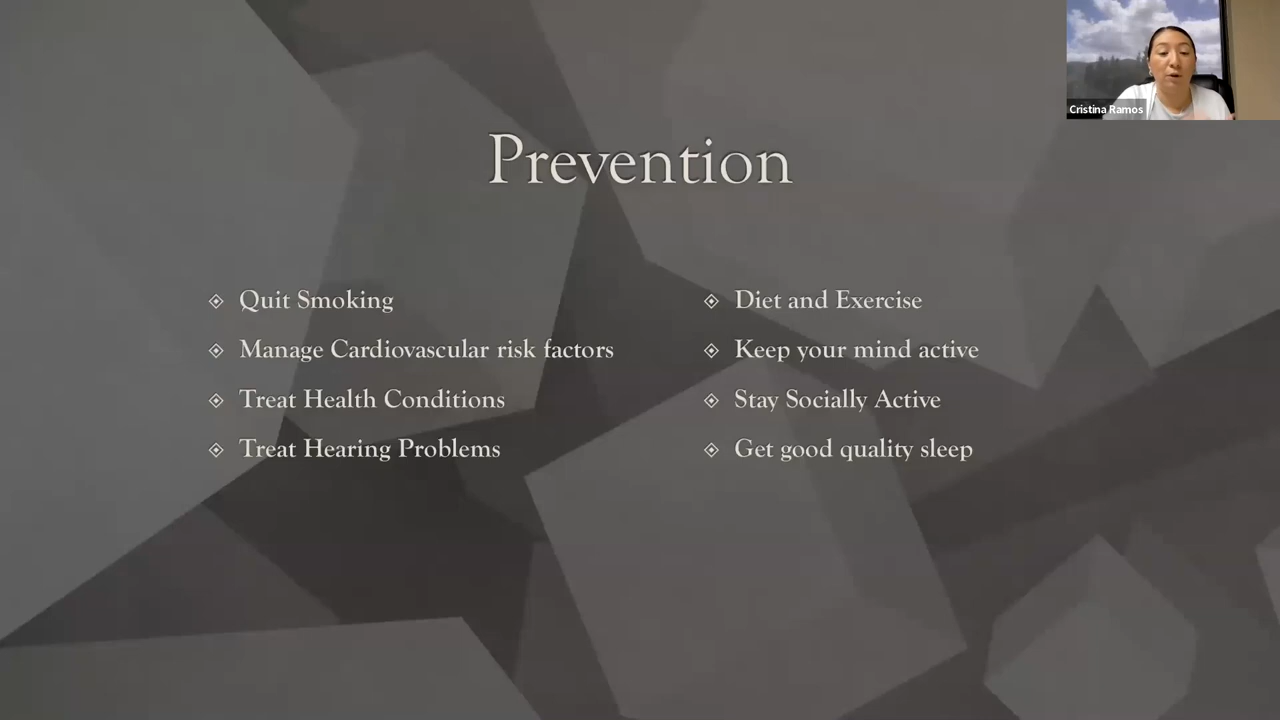 Cristina Ramos
Prevention
Quit Smoking
Manage Cardiovascular risk factors
Treat Health Conditions
Treat Hearing Problems
Diet and Exercise
Keep your mind active
Stay Socially Active
Get good quality sleep